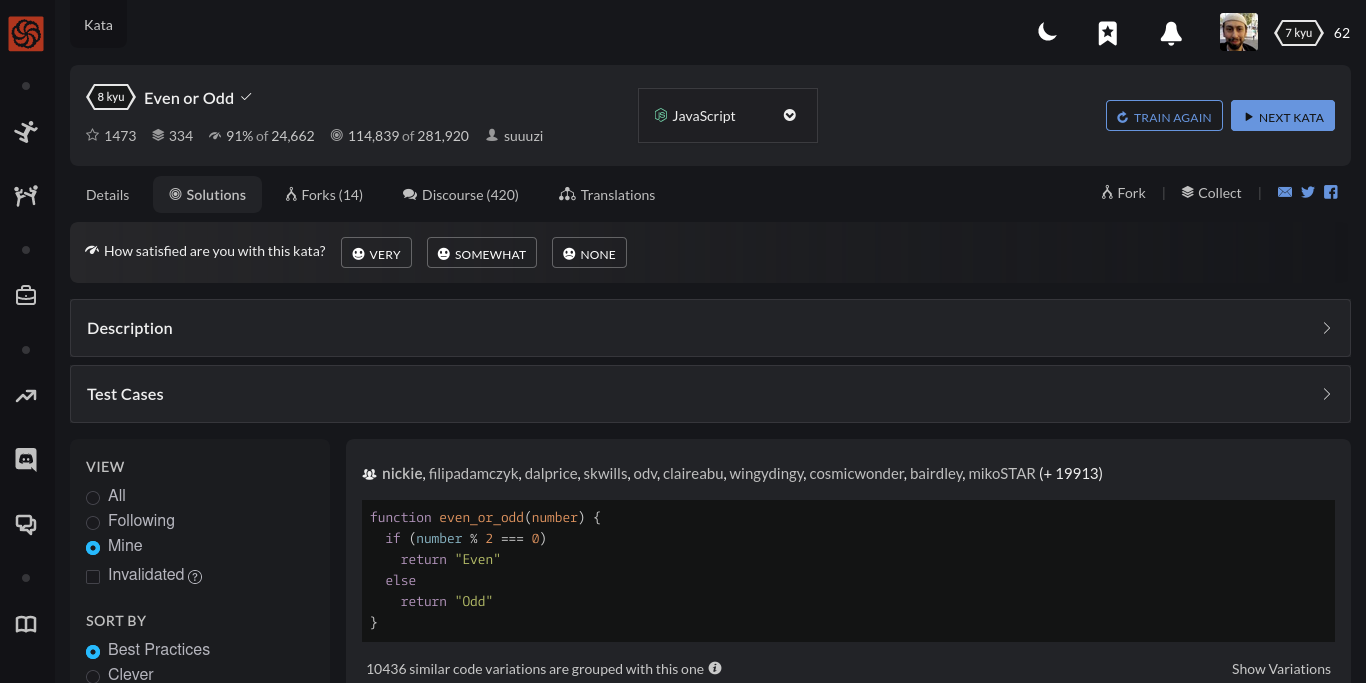 Kata
7 kyu 62
8 kyu Even or Odd
JavaScript
TRAIN AGAIN NEXT KATA
1473 334 91% of 24,662 114,839 of 281,920 suuuzi
Details Solutions Forks (14) Discourse (420) Translations
Fork | Collect |
How satisfied are you with this kata? VERY SOMEWHAT NONE
Description
Test Cases
VIEW
All
Following
Mine
Invalidated ?
SORT BY
Best Practices
Clever
nickie, filipadamczyk, dalprice, skwills, odv, claireabu, wingydingy, cosmicwonder, bairdley, mikoSTAR (+ 19913)
function even_or_odd(number) {
if (number % 2 === 0)
return "Even"
else
return "Odd"
}
10436 similar code variations are grouped with this one
Show Variations